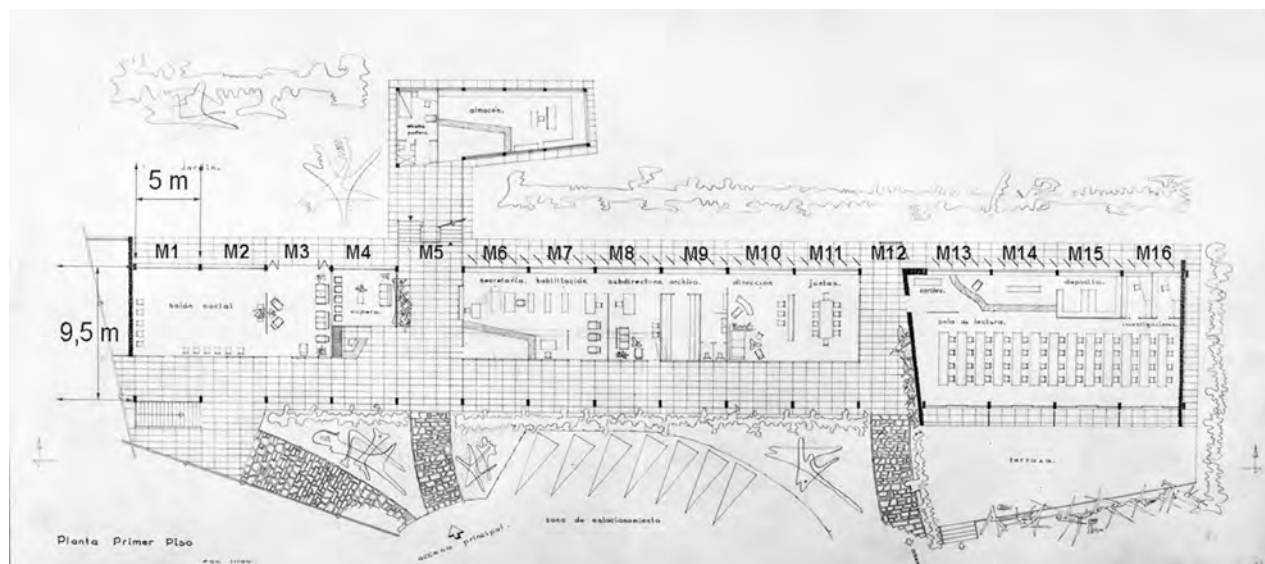 almacén.
jardín.
5 m
M1 M2 M3 M4 M5 M6 M7 M8 M9 M10 M11 M12 M13 M14 M15 M16
secretaría. habilitación subdirection archivo. dirección juntas.
depósito.
salón social
espera.
sala de lectura.
investigaciones.
9,5 m
terraza.
zona de estacionamiento
acceso principal.
Planta Primer Piso